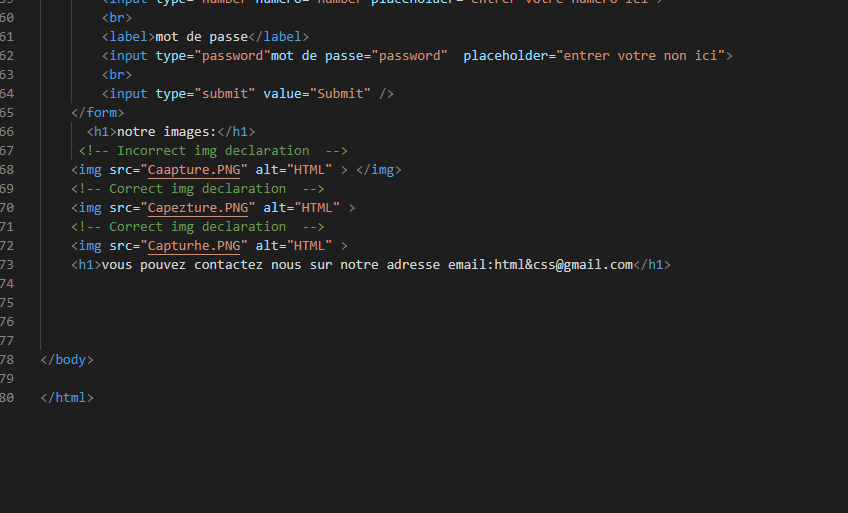 60 <br>
61 <label>mot de passe</label>
62 <input type="password"mot de passe="password"  placeholder="entrer votre non ici">
63 <br>
64 <input type="submit" value="Submit" />
65 </form>
66 <h1>notre images:</h1>
67 <!-- Incorrect img declaration  -->
68 <img src="Caapture.PNG" alt="HTML" > </img>
69 <!-- Correct img declaration  -->
70 <img src="Capezture.PNG" alt="HTML" >
71 <!-- Correct img declaration  -->
72 <img src="Capturhe.PNG" alt="HTML" >
73 <h1>vous pouvez contactez nous sur notre adresse email:html&css@gmail.com</h1>
74
75
76
77
78 </body>
79
80 </html>